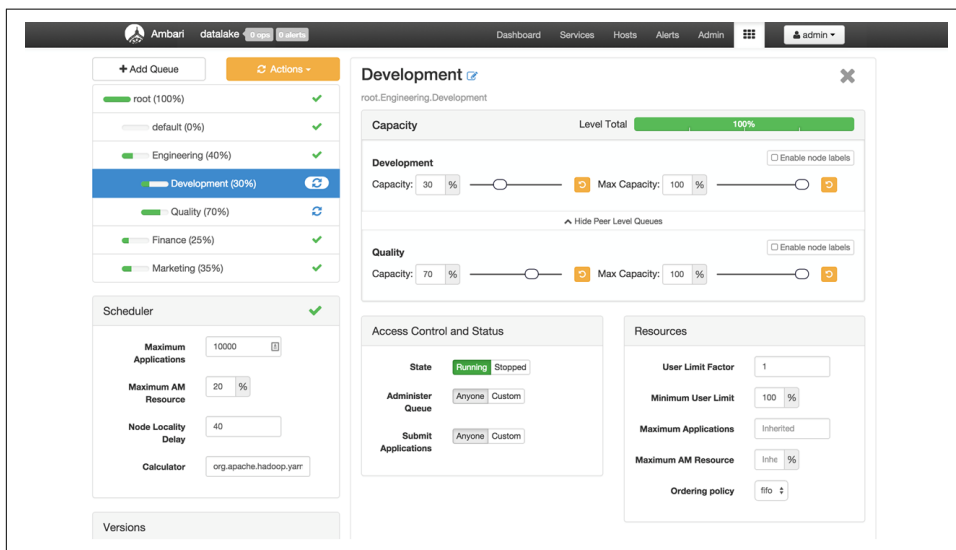 Ambari datalake 0 ops 0 alerts Dashboard Services Hosts Alerts Admin admin
+ Add Queue Actions
root (100%)
default (0%)
Engineering (40%)
Development (30%)
Quality (70%)
Finance (25%)
Marketing (35%)
Scheduler
Maximum Applications 10000
Maximum AM Resource 20 %
Node Locality Delay 40
Calculator org.apache.hadoop.yarn
Versions
Development
root.Engineering.Development
Capacity Level Total 100%
Development Enable node labels
Capacity: 30 % Max Capacity: 100 %
Hide Peer Level Queues
Quality Enable node labels
Capacity: 70 % Max Capacity: 100 %
Access Control and Status
State Running Stopped
Administer Queue Anyone Custom
Submit Applications Anyone Custom
Resources
User Limit Factor 1
Minimum User Limit 100 %
Maximum Applications Inherited
Maximum AM Resource Inhe %
Ordering policy fifo